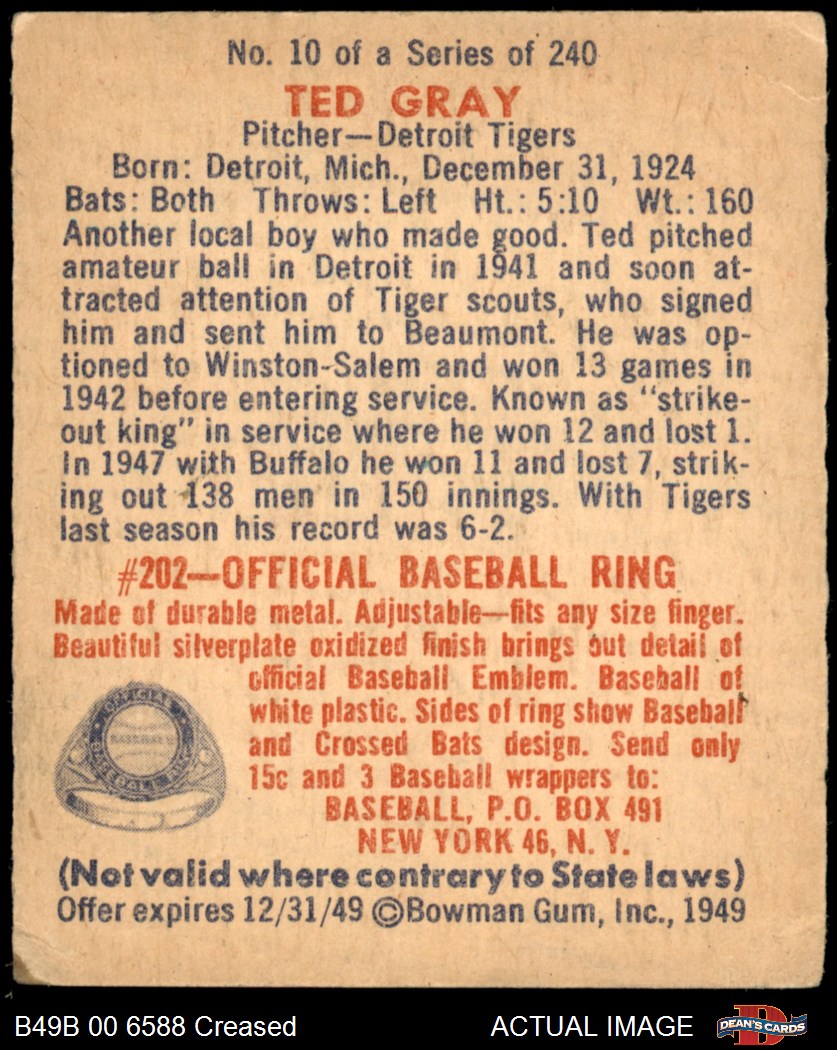 No. 10 of a Series of 240
TED GRAY
Pitcher—Detroit Tigers
Born: Detroit, Mich., December 31, 1924
Bats: Both Throws: Left Ht.: 5:10 Wt.: 160
Another local boy who made good. Ted pitched
amateur ball in Detroit in 1941 and soon at-
tracted attention of Tiger scouts, who signed
him and sent him to Beaumont. He was op-
tioned to Winston-Salem and won 13 games in
1942 before entering service. Known as "strike-
out king" in service where he won 12 and lost 1.
In 1947 with Buffalo he won 11 and lost 7, strik-
ing out 138 men in 150 innings. With Tigers
last season his record was 6-2.
#202—OFFICIAL BASEBALL RING
Made of durable metal. Adjustable—fits any size finger.
Beautiful silverplate oxidized finish brings out detail of
official Baseball Emblem. Baseball of
white plastic. Sides of ring show Baseball
and Crossed Bats design. Send only
15c and 3 Baseball wrappers to:
BASEBALL, P.O. BOX 491
NEW YORK 46, N. Y.
OFFICIAL
BASEBALL
(Not valid where contrary to State laws)
Offer expires 12/31/49 ©Bowman Gum, Inc., 1949
B49B 00 6588 Creased
ACTUAL IMAGE
DEAN'S CARDS